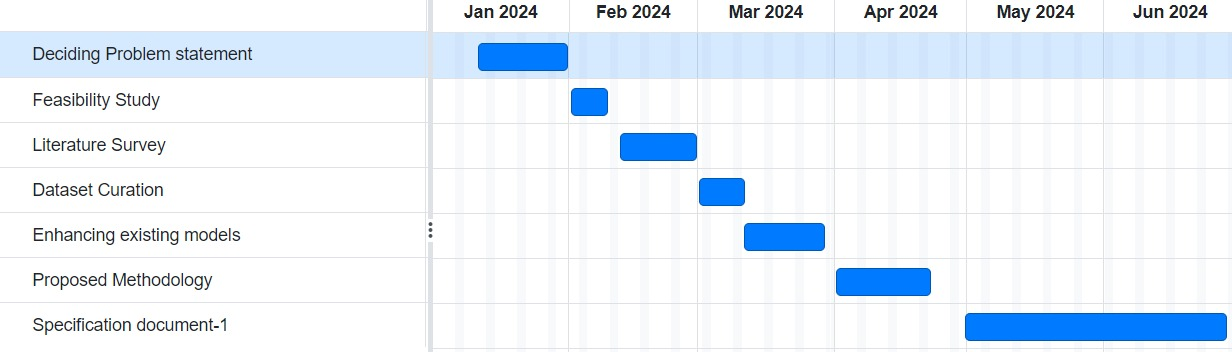 Jan 2024 Feb 2024 Mar 2024 Apr 2024 May 2024 Jun 2024
Deciding Problem statement
Feasibility Study
Literature Survey
Dataset Curation
Enhancing existing models
Proposed Methodology
Specification document-1